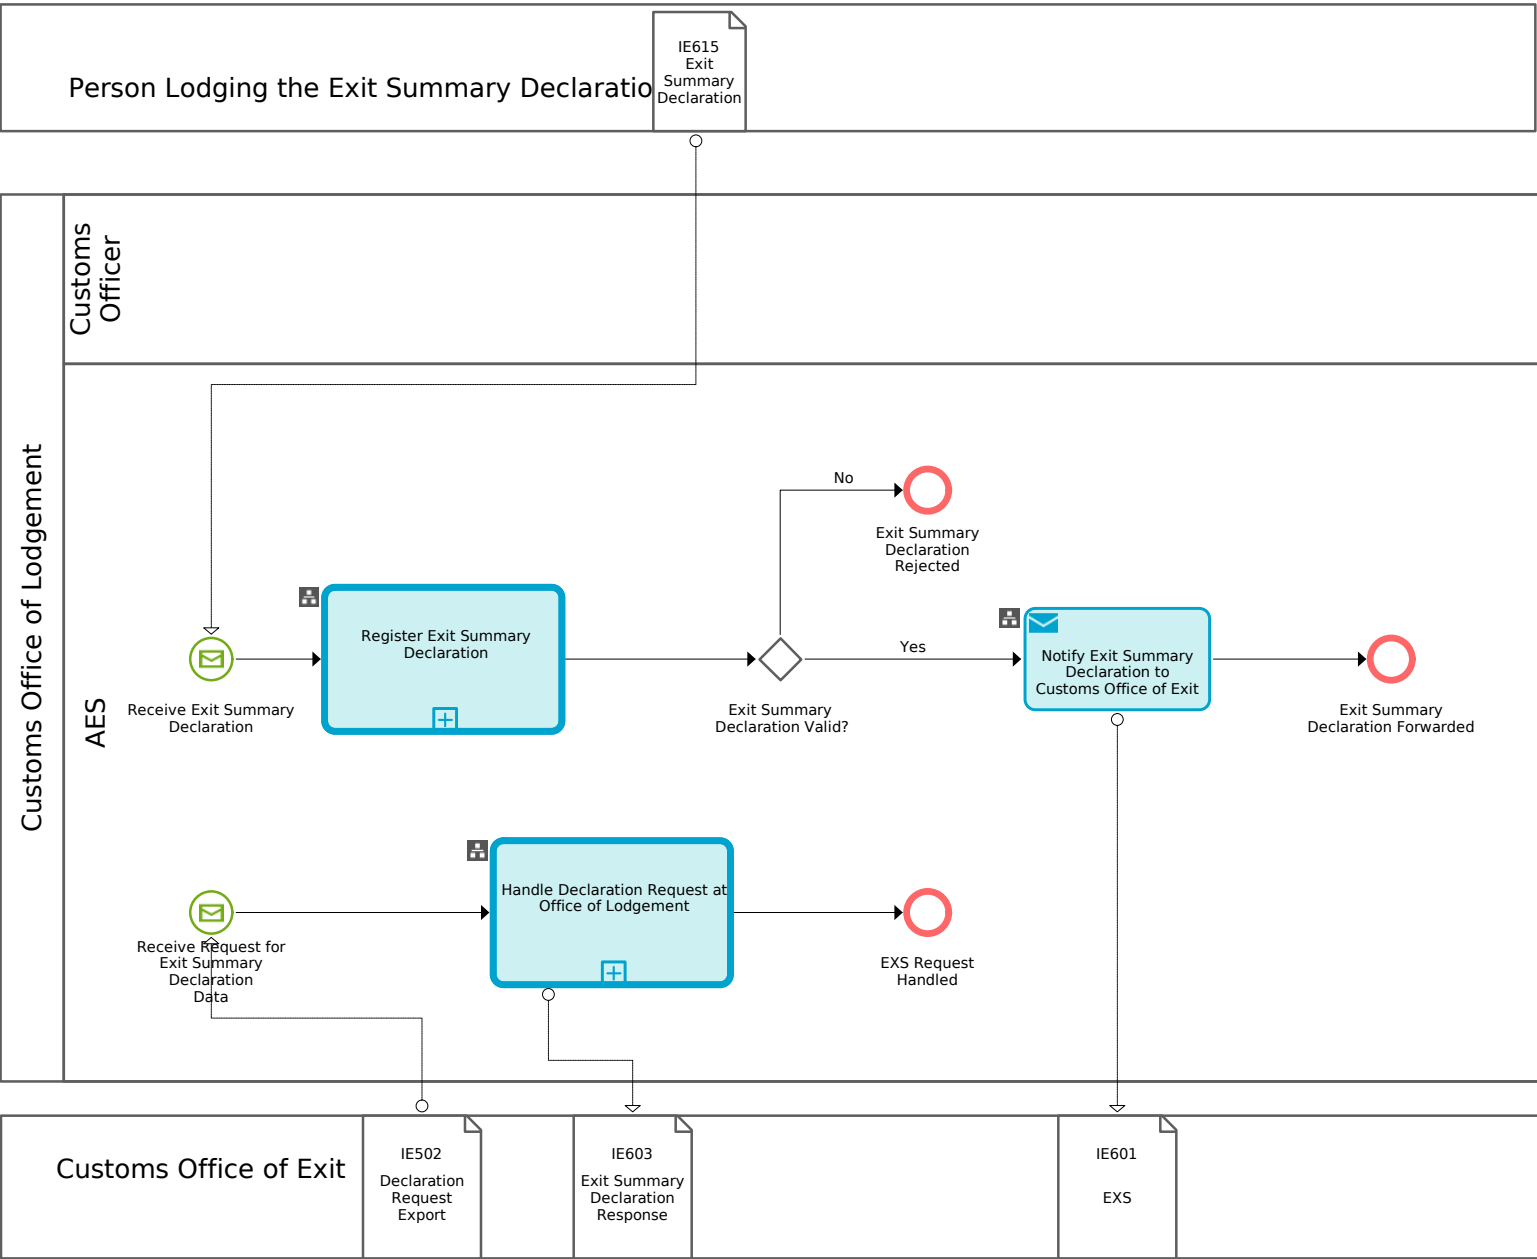 IE615
Exit
Summary
Declaration
Person Lodging the Exit Summary Declaratio
Customs
Officer
Customs Office of Lodgement
AES
No
Exit Summary
Declaration
Rejected
Register Exit Summary
Declaration
Yes
Notify Exit Summary
Declaration to
Customs Office of Exit
Receive Exit Summary
Declaration
Exit Summary
Declaration Valid?
Exit Summary
Declaration Forwarded
Handle Declaration Request at
Office of Lodgement
Receive Request for
Exit Summary
Declaration
Data
EXS Request
Handled
Customs Office of Exit
IE502
Declaration
Request
Export
IE603
Exit Summary
Declaration
Response
IE601
EXS